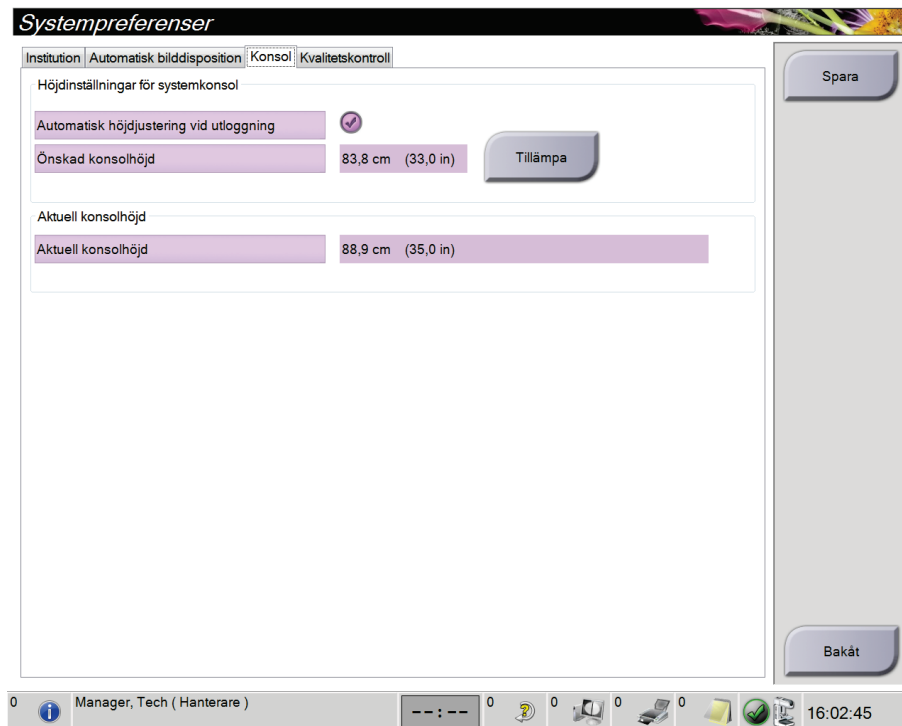 Systempreferenser
Institution Automatisk bilddisposition Konsol Kvalitetskontroll
Spara
Höjdinställningar för systemkonsol
Automatisk höjdjustering vid utloggning
Önskad konsolhöjd 83,8 cm (33,0 in) Tillämpa
Aktuell konsolhöjd
Aktuell konsolhöjd 88,9 cm (35,0 in)
Bakåt
0 Manager, Tech ( Hanterare ) --:-- 0 0 0 0 16:02:45